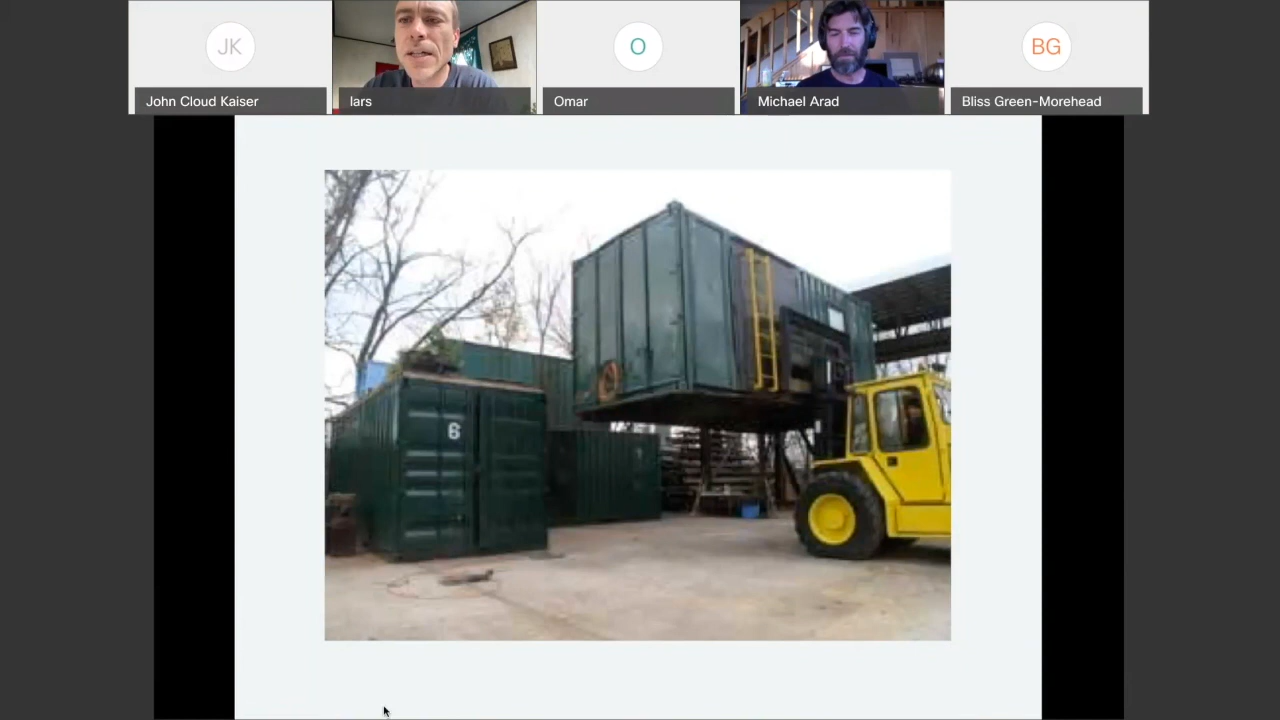 JK
John Cloud Kaiser
lars
O
Omar
Michael Arad
BG
Bliss Green-Morehead
6